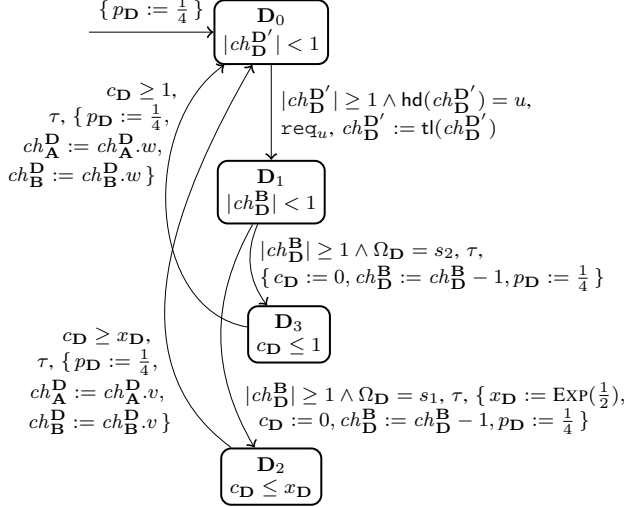 { p_D := 1/4 }
D_0
|ch_D^{D'}| < 1
|ch_D^{D'}| ≥ 1 ∧ hd(ch_D^{D'}) = u,
req_u, ch_D^{D'} := tl(ch_D^{D'})
c_D ≥ 1,
τ, { p_D := 1/4,
ch_A^D := ch_A^D.w,
ch_B^D := ch_B^D.w }
D_1
|ch_D^B| < 1
|ch_D^B| ≥ 1 ∧ Ω_D = s_2, τ,
{ c_D := 0, ch_D^B := ch_D^B − 1, p_D := 1/4 }
D_3
c_D ≤ 1
c_D ≥ x_D,
τ, { p_D := 1/4,
ch_A^D := ch_A^D.v,
ch_B^D := ch_B^D.v }
|ch_D^B| ≥ 1 ∧ Ω_D = s_1, τ, { x_D := EXP(1/2),
c_D := 0, ch_D^B := ch_D^B − 1, p_D := 1/4 }
D_2
c_D ≤ x_D